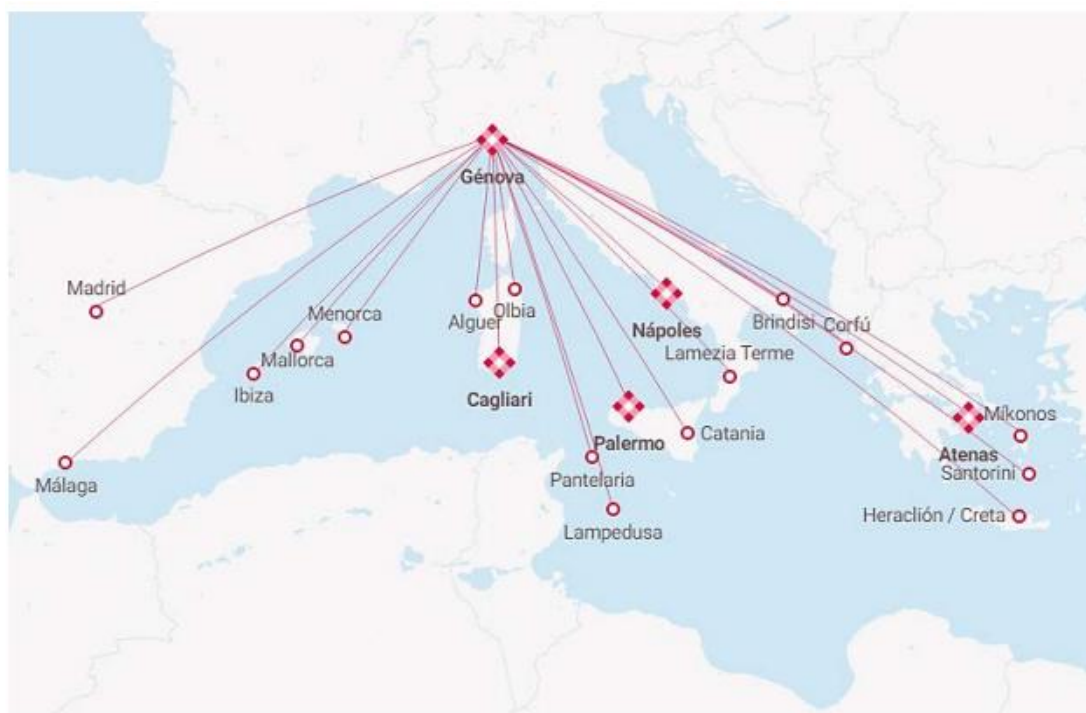 Génova
Madrid
Menorca
Alguer
Olbia
Nápoles
Brindisi
Corfú
Mallorca
Lamezia Terme
Ibiza
Cagliari
Míkonos
Palermo
Catania
Atenas
Málaga
Pantelaria
Santorini
Lampedusa
Heraclión / Creta